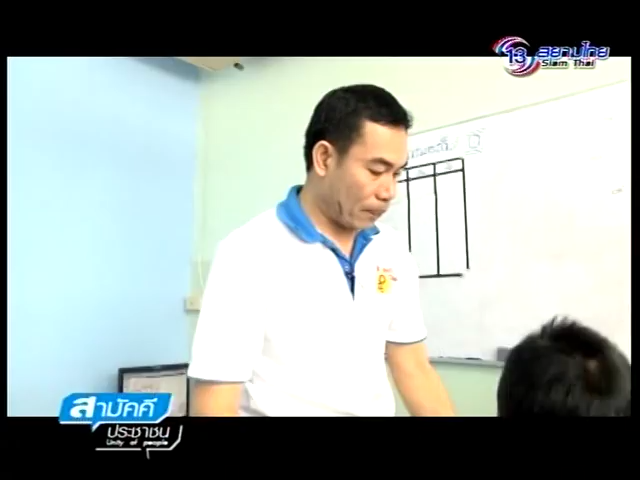 13 สยามไทย
Siam Thai
สามัคคี
ประชาชน
Unity of people